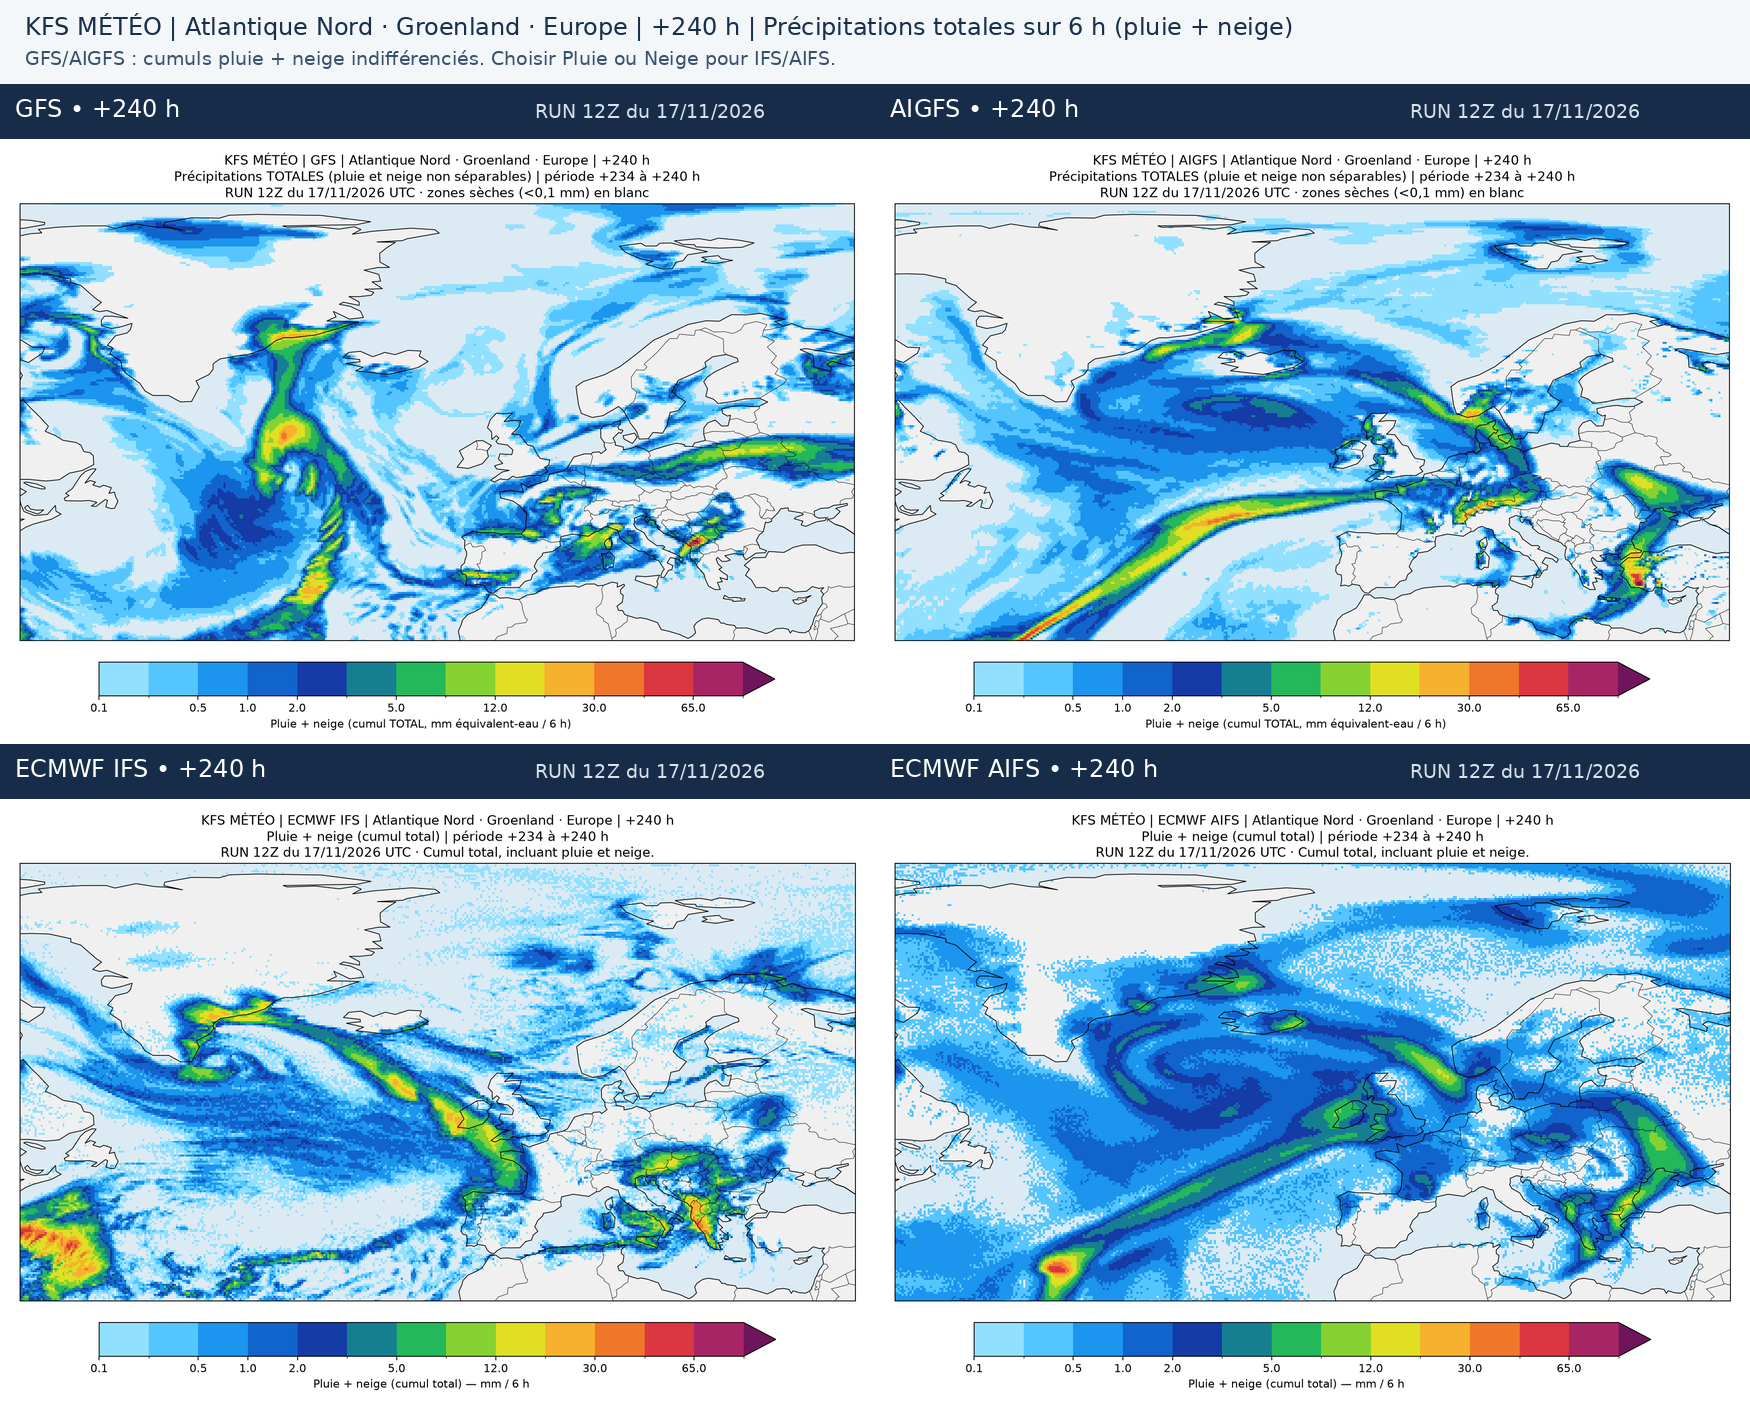 KFS MÉTÉO | Atlantique Nord · Groenland · Europe | +240 h | Précipitations totales sur 6 h (pluie + neige)
GFS/AIGFS : cumuls pluie + neige indifférenciés. Choisir Pluie ou Neige pour IFS/AIFS.
GFS • +240 h
RUN 12Z du 17/11/2026
AIGFS • +240 h
RUN 12Z du 17/11/2026
KFS MÉTÉO | GFS | Atlantique Nord · Groenland · Europe | +240 h
Précipitations TOTALES (pluie et neige non séparables) | période +234 à +240 h
RUN 12Z du 17/11/2026 UTC · zones sèches (<0,1 mm) en blanc
KFS MÉTÉO | AIGFS | Atlantique Nord · Groenland · Europe | +240 h
Précipitations TOTALES (pluie et neige non séparables) | période +234 à +240 h
RUN 12Z du 17/11/2026 UTC · zones sèches (<0,1 mm) en blanc
0.1 0.5 1.0 2.0 5.0 12.0 30.0 65.0
Pluie + neige (cumul TOTAL, mm équivalent-eau / 6 h)
0.1 0.5 1.0 2.0 5.0 12.0 30.0 65.0
Pluie + neige (cumul TOTAL, mm équivalent-eau / 6 h)
ECMWF IFS • +240 h
RUN 12Z du 17/11/2026
ECMWF AIFS • +240 h
RUN 12Z du 17/11/2026
KFS MÉTÉO | ECMWF IFS | Atlantique Nord · Groenland · Europe | +240 h
Pluie + neige (cumul total) | période +234 à +240 h
RUN 12Z du 17/11/2026 UTC · Cumul total, incluant pluie et neige.
KFS MÉTÉO | ECMWF AIFS | Atlantique Nord · Groenland · Europe | +240 h
Pluie + neige (cumul total) | période +234 à +240 h
RUN 12Z du 17/11/2026 UTC · Cumul total, incluant pluie et neige.
0.1 0.5 1.0 2.0 5.0 12.0 30.0 65.0
Pluie + neige (cumul total) — mm / 6 h
0.1 0.5 1.0 2.0 5.0 12.0 30.0 65.0
Pluie + neige (cumul total) — mm / 6 h